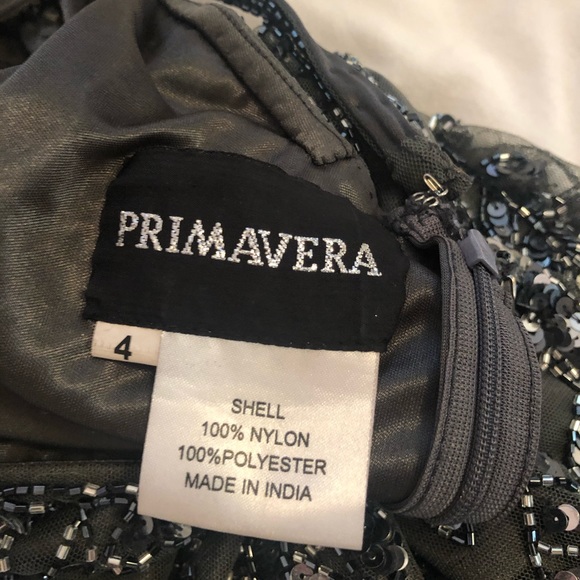 PRIMAVERA
4
SHELL
100% NYLON
100%POLYESTER
MADE IN INDIA